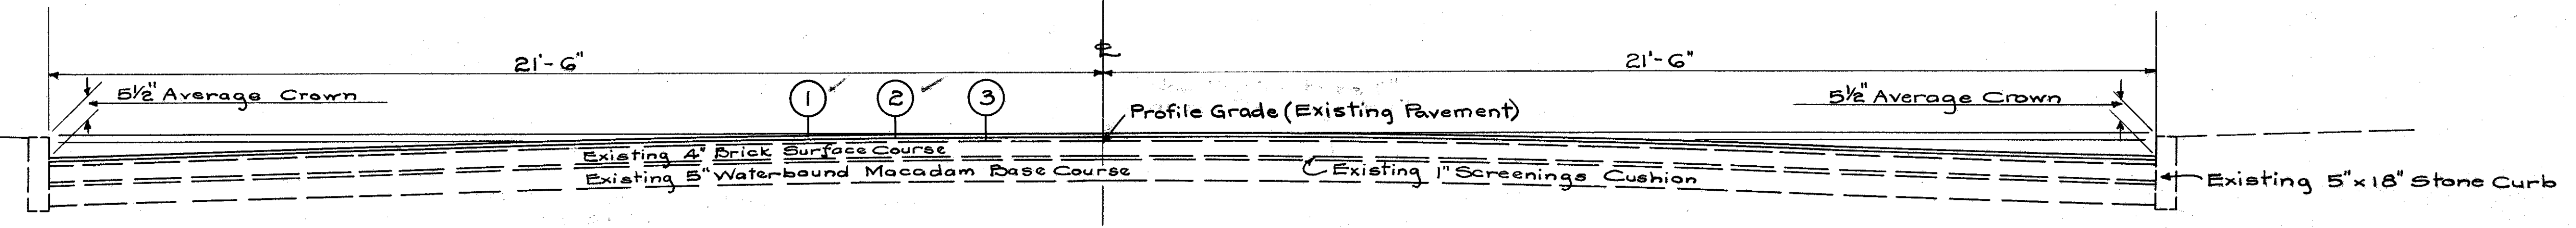 ℄
21'-6"
21'-6"
5½" Average Crown
1
2
3
Profile Grade (Existing Pavement)
5½" Average Crown
Existing 4" Brick Surface Course
Existing 5" Waterbound Macadam Base Course
Existing 1" Screenings Cushion
Existing 5"x18" Stone Curb